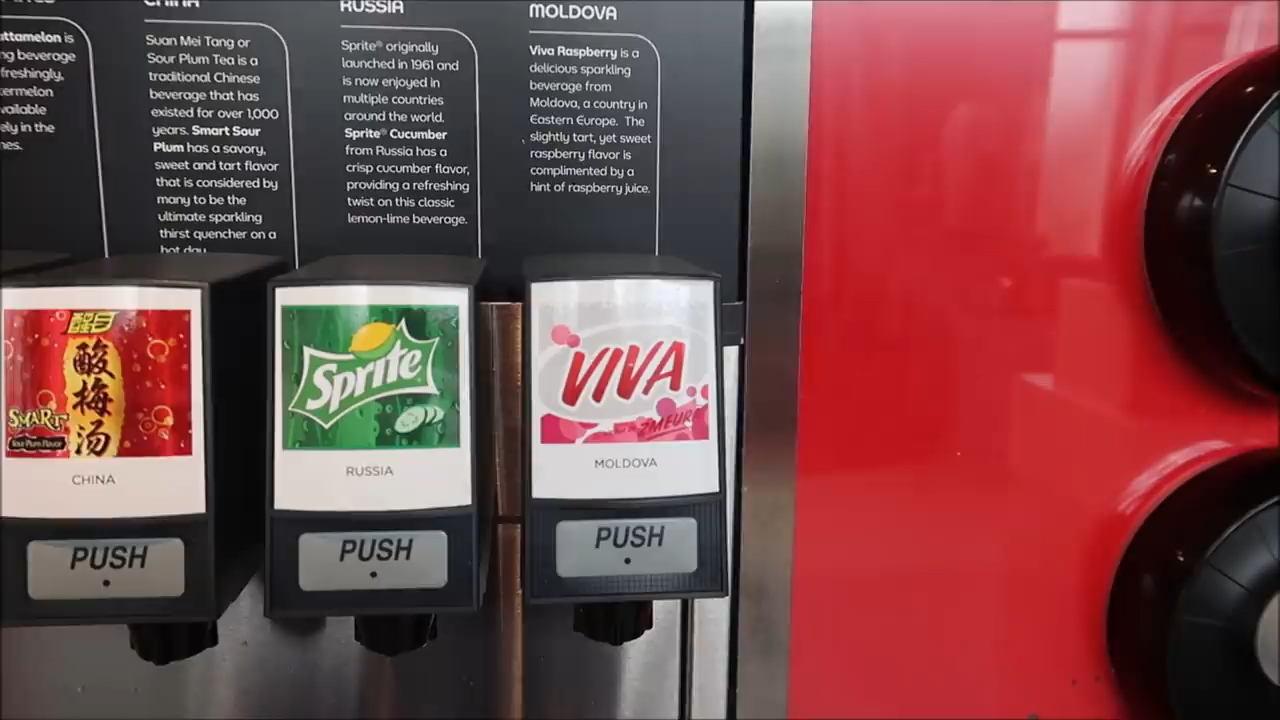 CHINA
RUSSIA
MOLDOVA
is
ng beverage
freshingly,
ermelon
vailable
ely in the
nes.
Suan Mei Tang or
Sour Plum Tea is a
traditional Chinese
beverage that has
existed for over 1,000
years. Smart Sour
Plum has a savory,
sweet and tart flavor
that is considered by
many to be the
ultimate sparkling
thirst quencher on a
hot day.
Sprite® originally
launched in 1961 and
is now enjoyed in
multiple countries
around the world.
Sprite® Cucumber
from Russia has a
crisp cucumber flavor,
providing a refreshing
twist on this classic
lemon-lime beverage.
Viva Raspberry is a
delicious sparkling
beverage from
Moldova, a country in
Eastern Europe. The
slightly tart, yet sweet
raspberry flavor is
complimented by a
hint of raspberry juice.
醒目
酸梅汤
SMART
Sour Plum Flavor
CHINA
PUSH
Sprite
RUSSIA
PUSH
VIVA
ZMEUR
MOLDOVA
PUSH